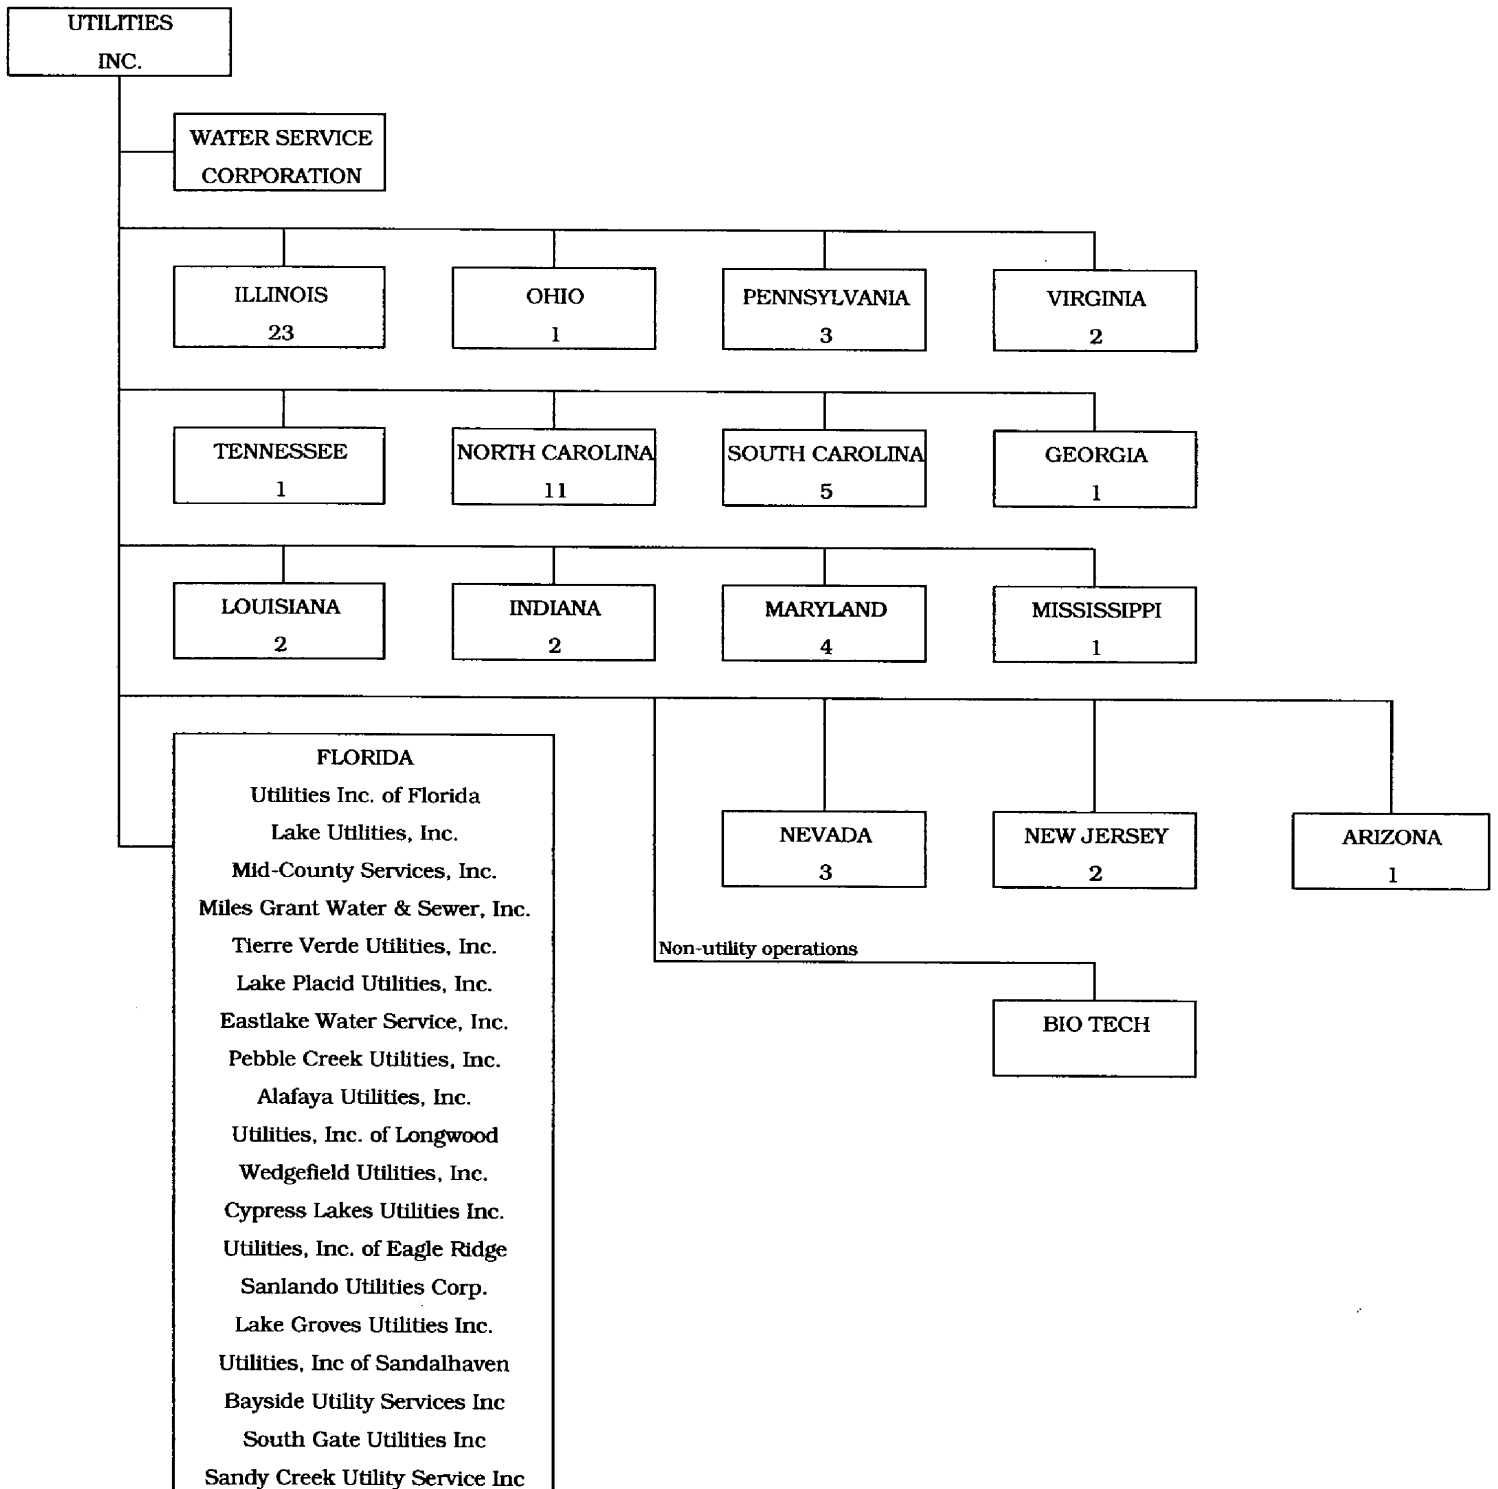 UTILITIES
INC.
WATER SERVICE
CORPORATION
ILLINOIS
23
OHIO
1
PENNSYLVANIA
3
VIRGINIA
2
TENNESSEE
1
NORTH CAROLINA
11
SOUTH CAROLINA
5
GEORGIA
1
LOUISIANA
2
INDIANA
2
MARYLAND
4
MISSISSIPPI
1
FLORIDA
Utilities Inc. of Florida
Lake Utilities, Inc.
Mid-County Services, Inc.
Miles Grant Water & Sewer, Inc.
Tierre Verde Utilities, Inc.
Lake Placid Utilities, Inc.
Eastlake Water Service, Inc.
Pebble Creek Utilities, Inc.
Alafaya Utilities, Inc.
Utilities, Inc. of Longwood
Wedgefield Utilities, Inc.
Cypress Lakes Utilities Inc.
Utilities, Inc. of Eagle Ridge
Sanlando Utilities Corp.
Lake Groves Utilities Inc.
Utilities, Inc of Sandalhaven
Bayside Utility Services Inc
South Gate Utilities Inc
Sandy Creek Utility Service Inc
NEVADA
3
NEW JERSEY
2
ARIZONA
1
Non-utility operations
BIO TECH